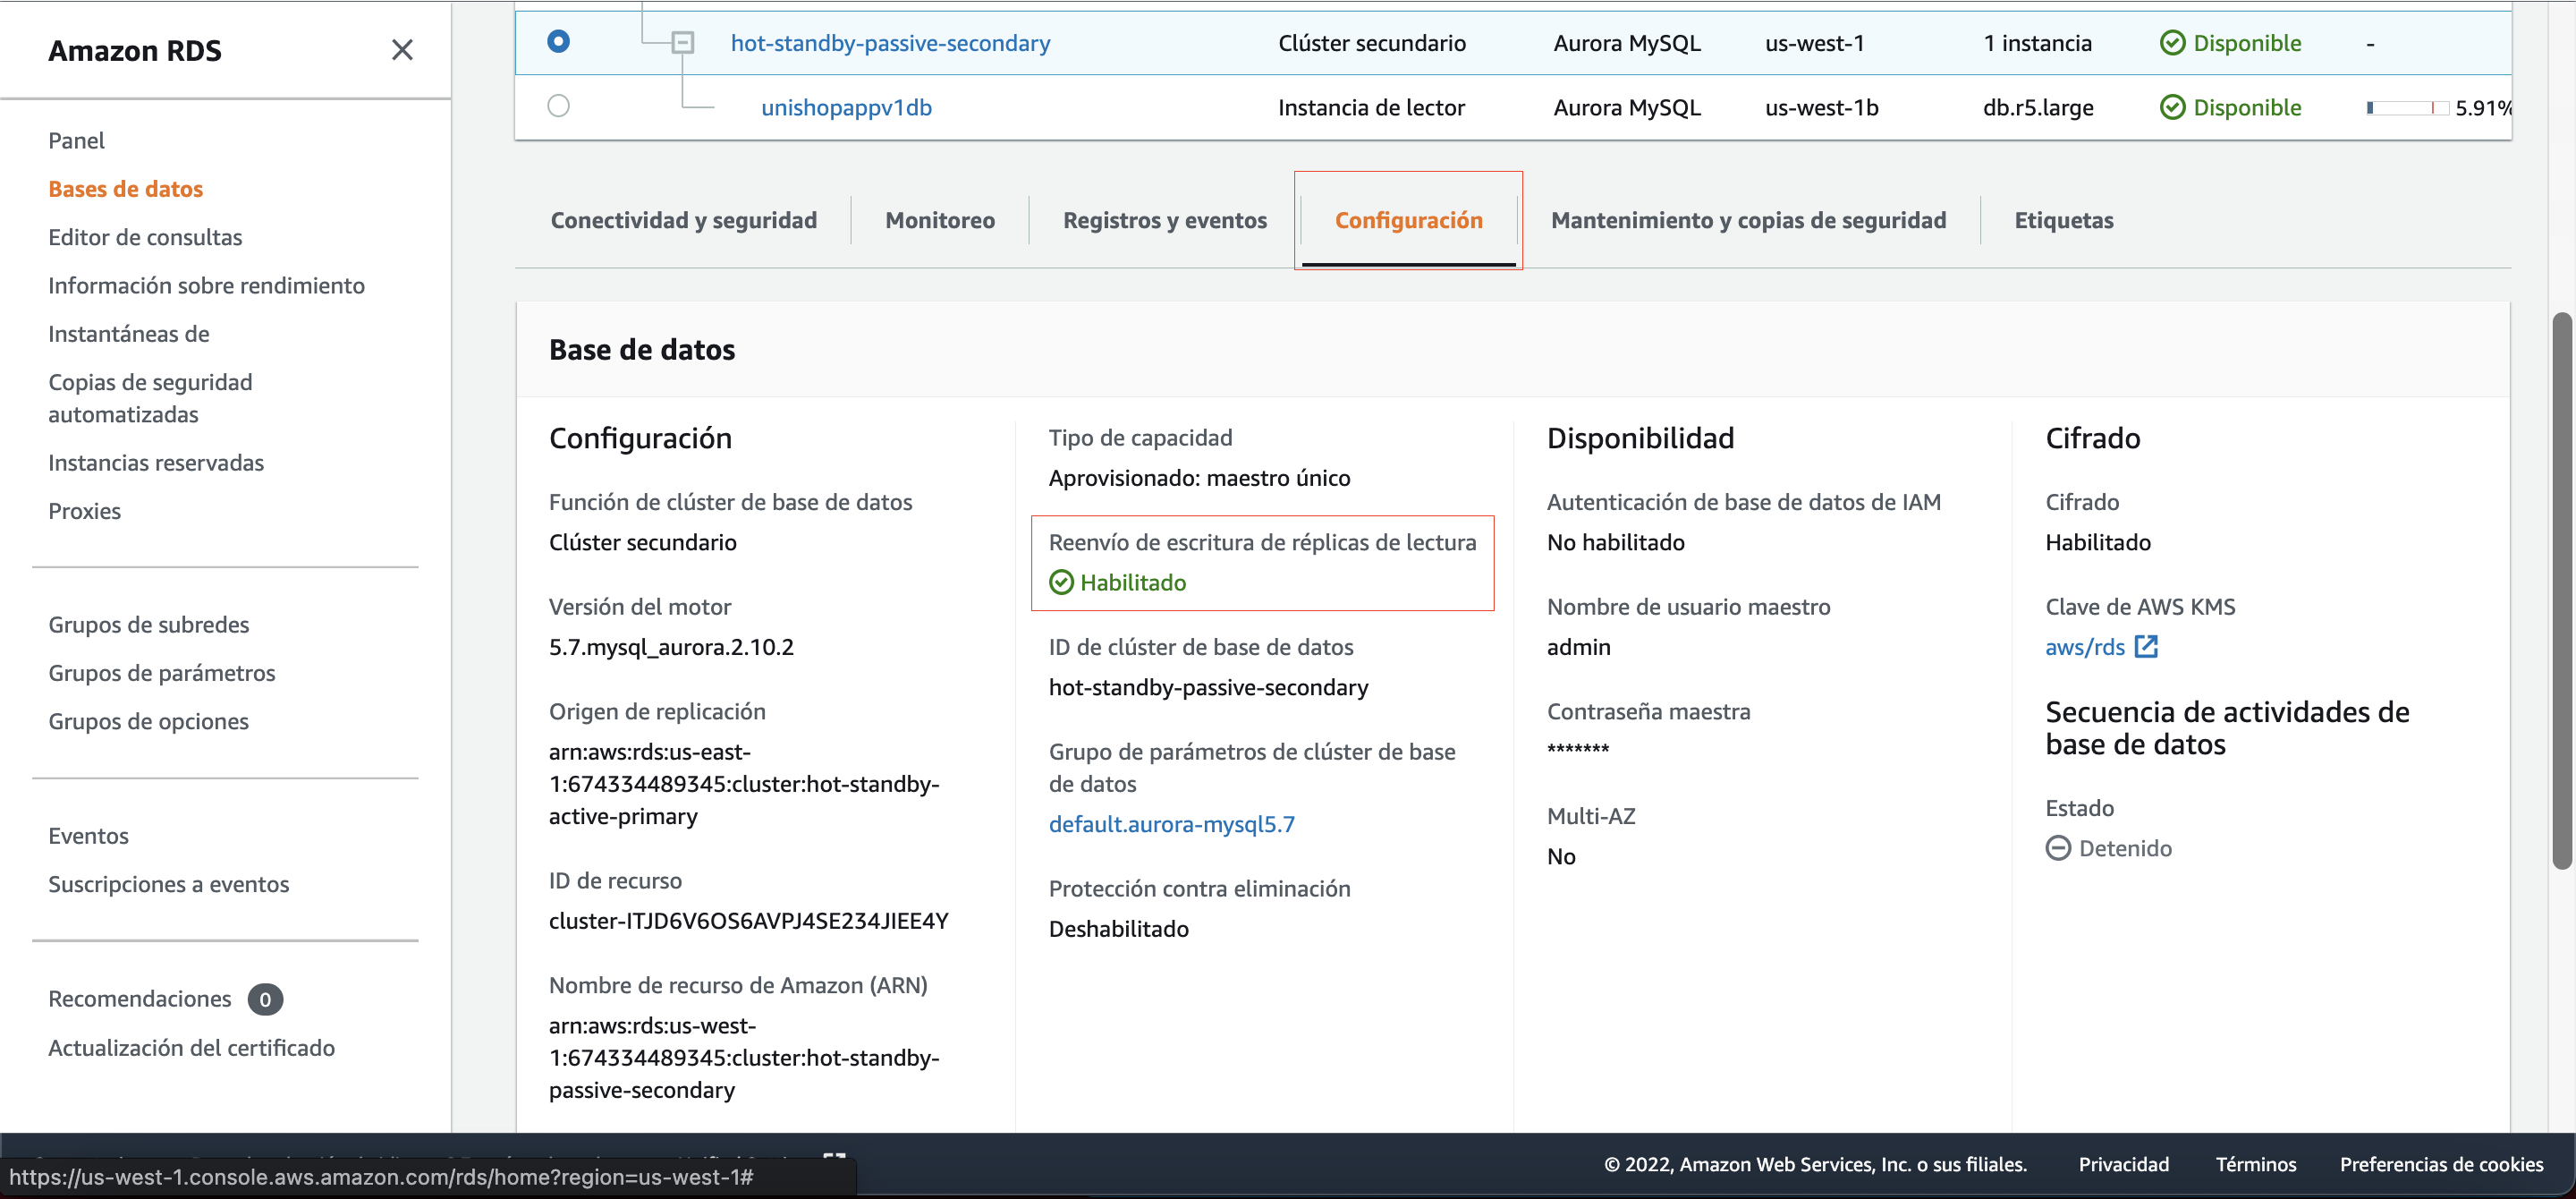 Amazon RDS
Panel
Bases de datos
Editor de consultas
Información sobre rendimiento
Instantáneas de
Copias de seguridad
automatizadas
Instancias reservadas
Proxies
Grupos de subredes
Grupos de parámetros
Grupos de opciones
Eventos
Suscripciones a eventos
Recomendaciones 0
Actualización del certificado
hot-standby-passive-secondary Clúster secundario Aurora MySQL us-west-1 1 instancia Disponible -
unishopappv1db Instancia de lector Aurora MySQL us-west-1b db.r5.large Disponible 5.91%
Conectividad y seguridad Monitoreo Registros y eventos Configuración Mantenimiento y copias de seguridad Etiquetas
Base de datos
Configuración
Función de clúster de base de datos
Clúster secundario
Versión del motor
5.7.mysql_aurora.2.10.2
Origen de replicación
arn:aws:rds:us-east-
1:674334489345:cluster:hot-standby-
active-primary
ID de recurso
cluster-ITJD6V6OS6AVPJ4SE234JIEE4Y
Nombre de recurso de Amazon (ARN)
arn:aws:rds:us-west-
1:674334489345:cluster:hot-standby-
passive-secondary
Tipo de capacidad
Aprovisionado: maestro único
Reenvío de escritura de réplicas de lectura
Habilitado
ID de clúster de base de datos
hot-standby-passive-secondary
Grupo de parámetros de clúster de base
de datos
default.aurora-mysql5.7
Protección contra eliminación
Deshabilitado
Disponibilidad
Autenticación de base de datos de IAM
No habilitado
Nombre de usuario maestro
admin
Contraseña maestra
*******
Multi-AZ
No
Cifrado
Cifrado
Habilitado
Clave de AWS KMS
aws/rds
Secuencia de actividades de
base de datos
Estado
Detenido
© 2022, Amazon Web Services, Inc. o sus filiales. Privacidad Términos Preferencias de cookies
https://us-west-1.console.aws.amazon.com/rds/home?region=us-west-1#